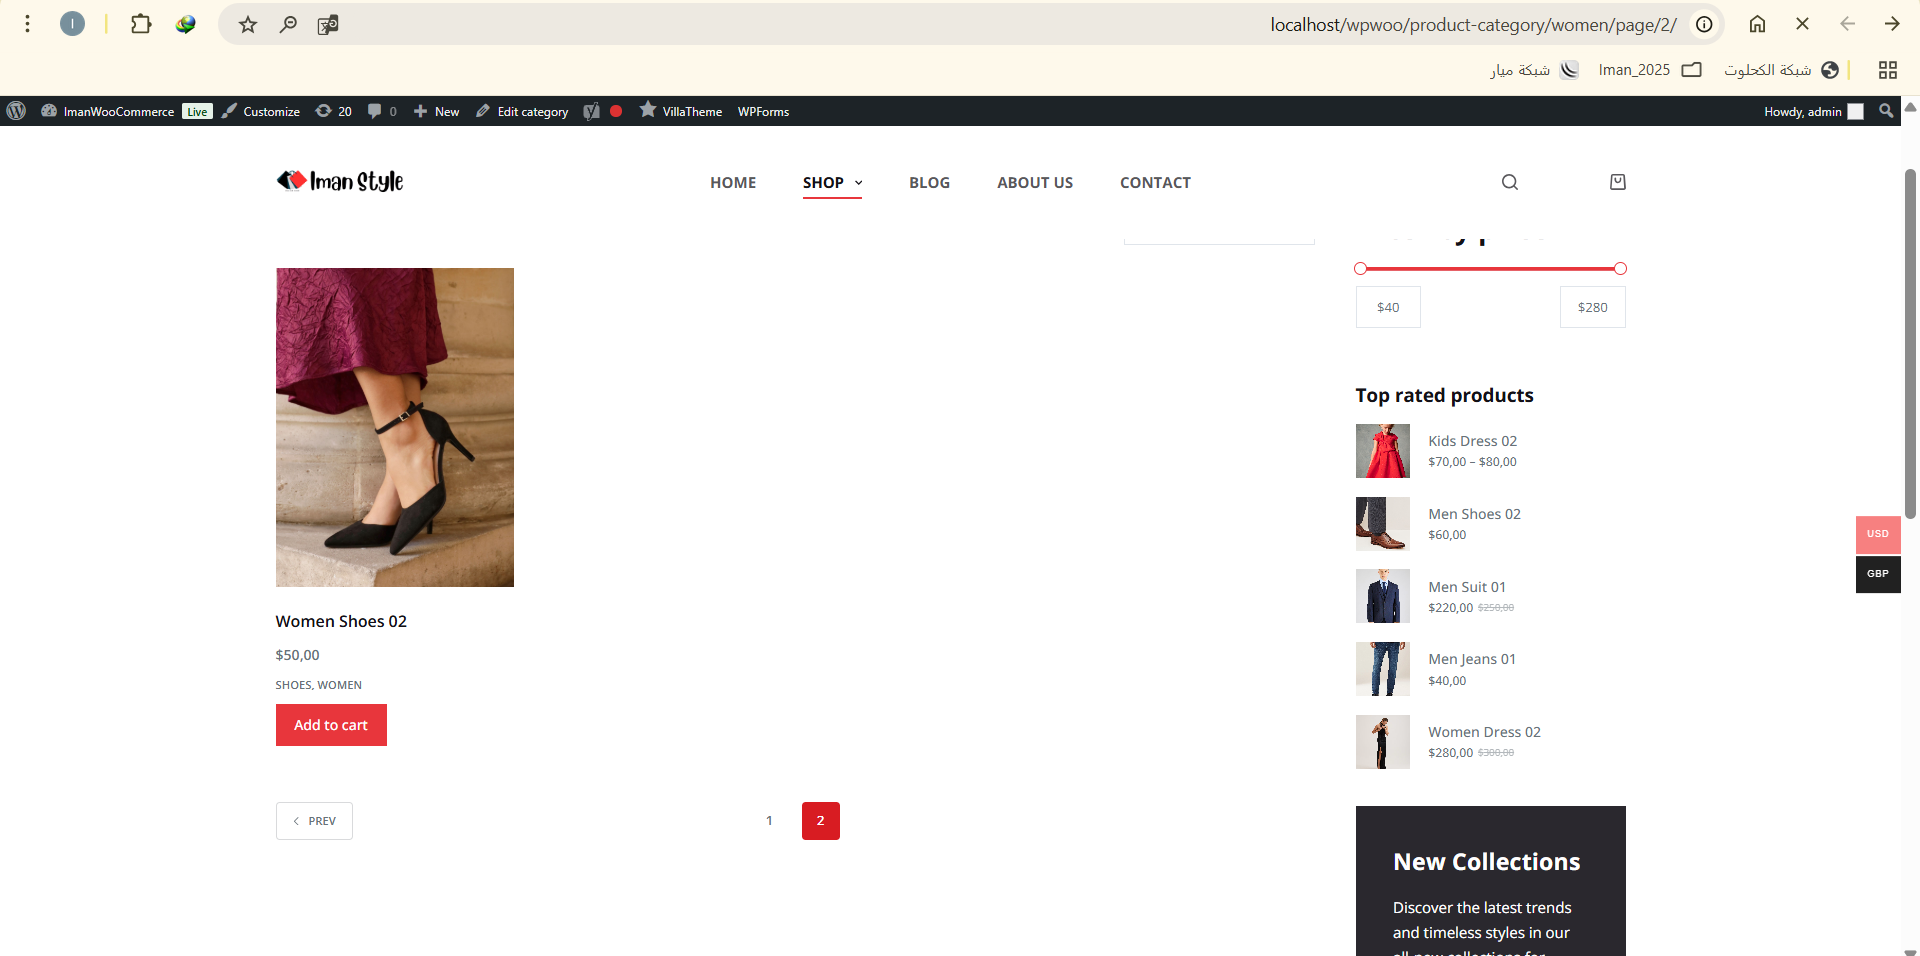 I
localhost/wpwoo/product-category/women/page/2/
شبكة الكحلوت
Iman_2025
شبكة ميار
ImanWooCommerce Live Customize 20 0 New Edit category VillaTheme WPForms Howdy, admin
Iman Style
HOME SHOP BLOG ABOUT US CONTACT
$40 $280
Women Shoes 02
$50,00
SHOES, WOMEN
Add to cart
< PREV 1 2
Top rated products
Kids Dress 02
$70,00 – $80,00
Men Shoes 02
$60,00
Men Suit 01
$220,00 $250,00
Men Jeans 01
$40,00
Women Dress 02
$280,00 $300,00
USD
GBP
New Collections
Discover the latest trends
and timeless styles in our
all-new collections for